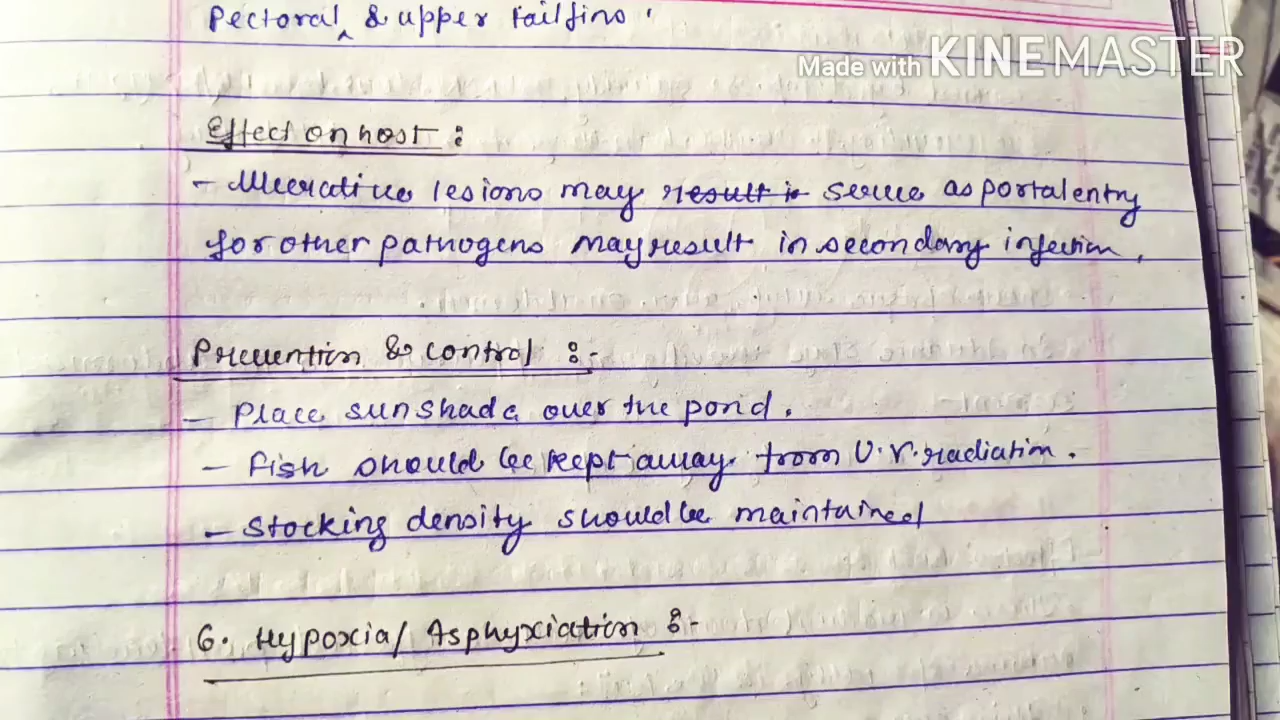 Pectoral & upper tail fins.
Made with KINEMASTER
Effect on host :
- Ulcerative lesions may result in serve as portal entry
for other pathogens may result in secondary infection.
Prevention & control :-
- Place sunshade over the pond.
- Fish should be kept away from U.V. radiation.
- Stocking density should be maintained
6. Hypoxia/ Asphyxiation :-